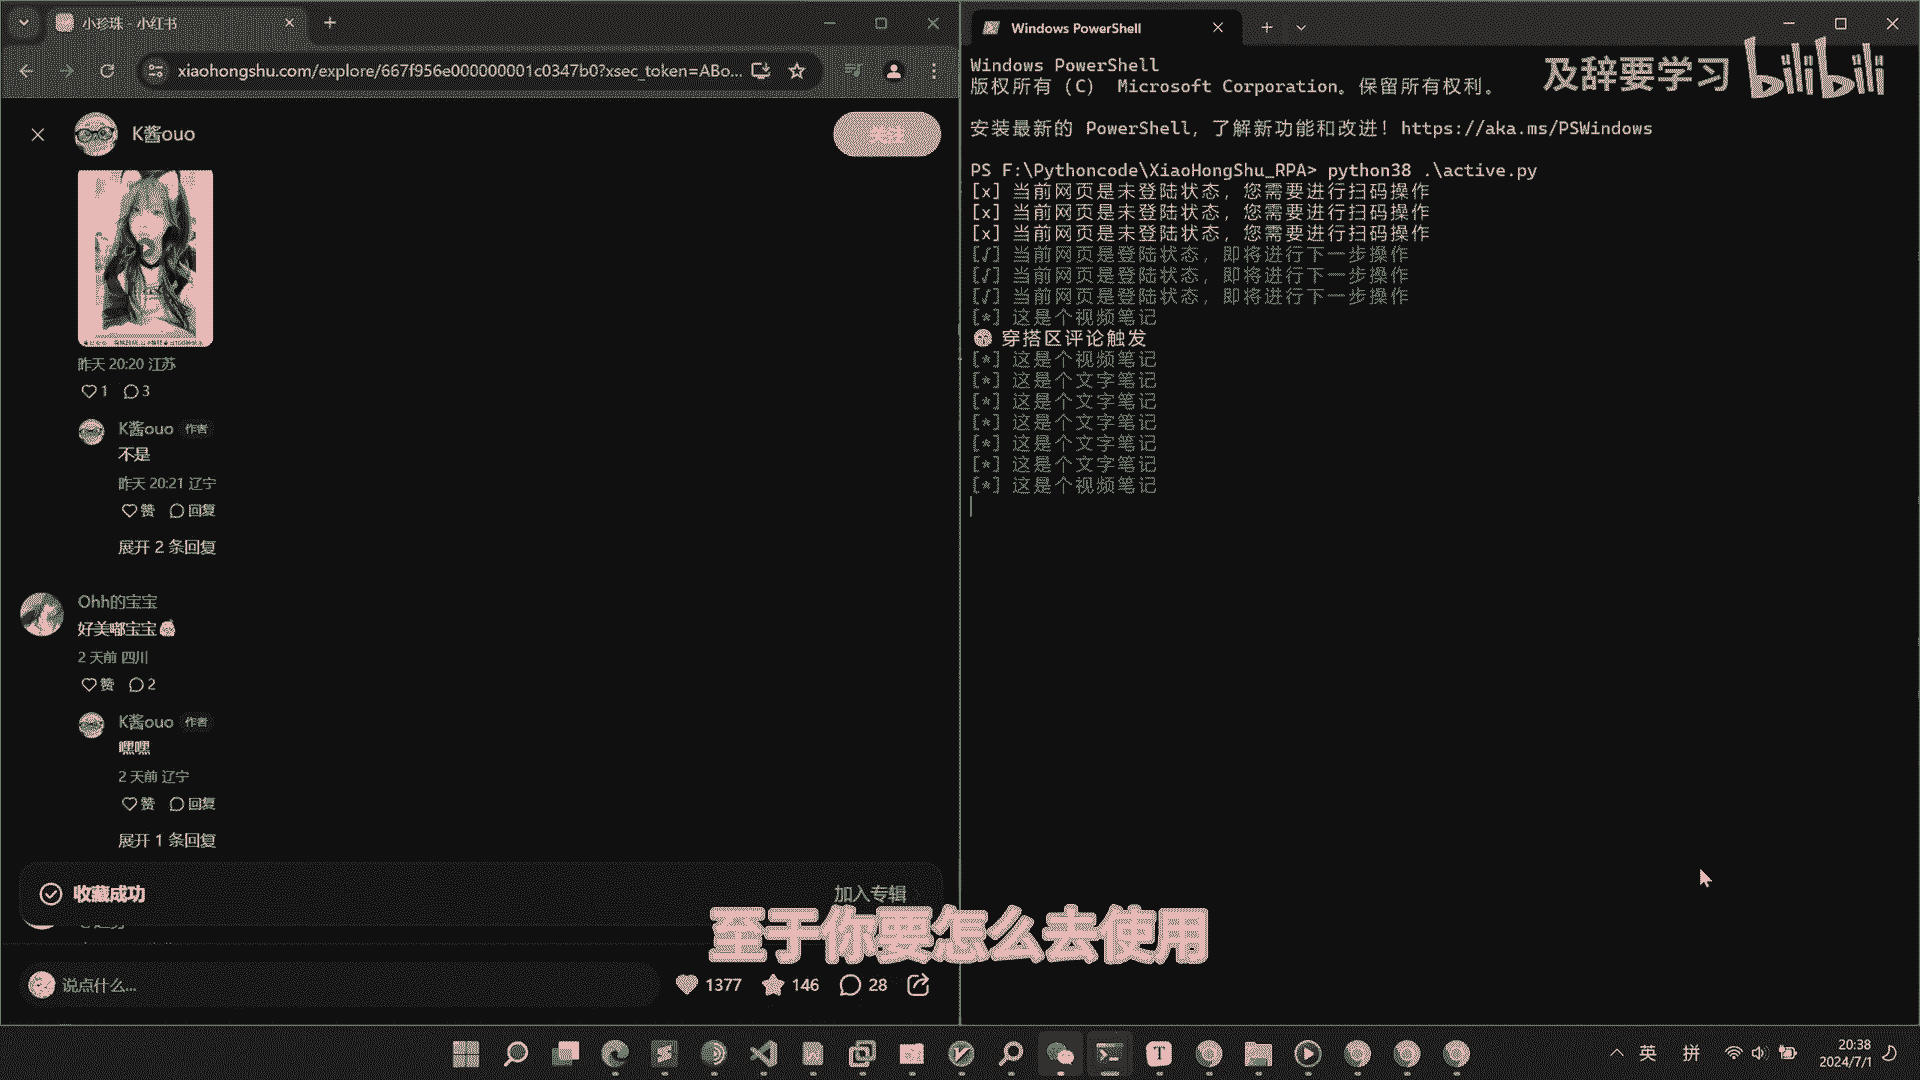 小珍珠 - 小红书
xiaohongshu.com/explore/667f956e000000001c0347b0?xsec_token=ABo...
K酱ouo
关注
昨天 20:20 江苏
1
3
K酱ouo 作者
不是
昨天 20:21 辽宁
赞
回复
展开 2 条回复
Ohh的宝宝
好美嘟宝宝
2 天前 四川
赞
2
K酱ouo 作者
嘿嘿
2 天前 辽宁
赞
回复
展开 1 条回复
收藏成功
加入专辑
说点什么...
1377
146
28
Windows PowerShell
Windows PowerShell
版权所有 (C) Microsoft Corporation。保留所有权利。
安装最新的 PowerShell，了解新功能和改进！https://aka.ms/PSWindows
PS F:\Pythoncode\XiaoHongShu_RPA> python38 .\active.py
[x] 当前网页是未登陆状态，您需要进行扫码操作
[x] 当前网页是未登陆状态，您需要进行扫码操作
[x] 当前网页是未登陆状态，您需要进行扫码操作
[√] 当前网页是登陆状态，即将进行下一步操作
[√] 当前网页是登陆状态，即将进行下一步操作
[√] 当前网页是登陆状态，即将进行下一步操作
[*] 这是个视频笔记
穿搭区评论触发
[*] 这是个视频笔记
[*] 这是个文字笔记
[*] 这是个文字笔记
[*] 这是个文字笔记
[*] 这是个文字笔记
[*] 这是个文字笔记
[*] 这是个视频笔记
及辞要学习 bilibili
至于你要怎么去使用
英
拼
20:38
2024/7/1